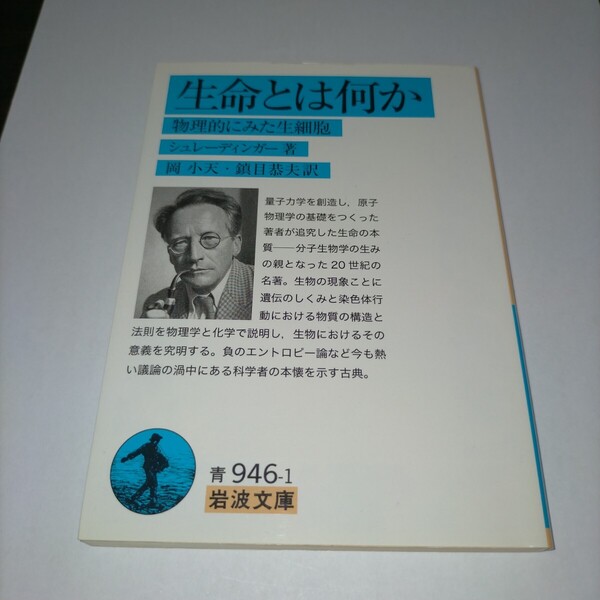 生命とは何か
物理的にみた生細胞
シュレーディンガー著
岡 小天・鎮目恭夫訳
量子力学を創造し，原子
物理学の基礎をつくった
著者が追究した生命の本
質──分子生物学の生み
の親となった20世紀の
名著。生物の現象ことに
遺伝のしくみと染色体行
動における物質の構造と
法則を物理学と化学で説明し，生物におけるその
意義を究明する。負のエントロピー論など今も熱
い議論の渦中にある科学者の本懐を示す古典。
青 946-1
岩波文庫